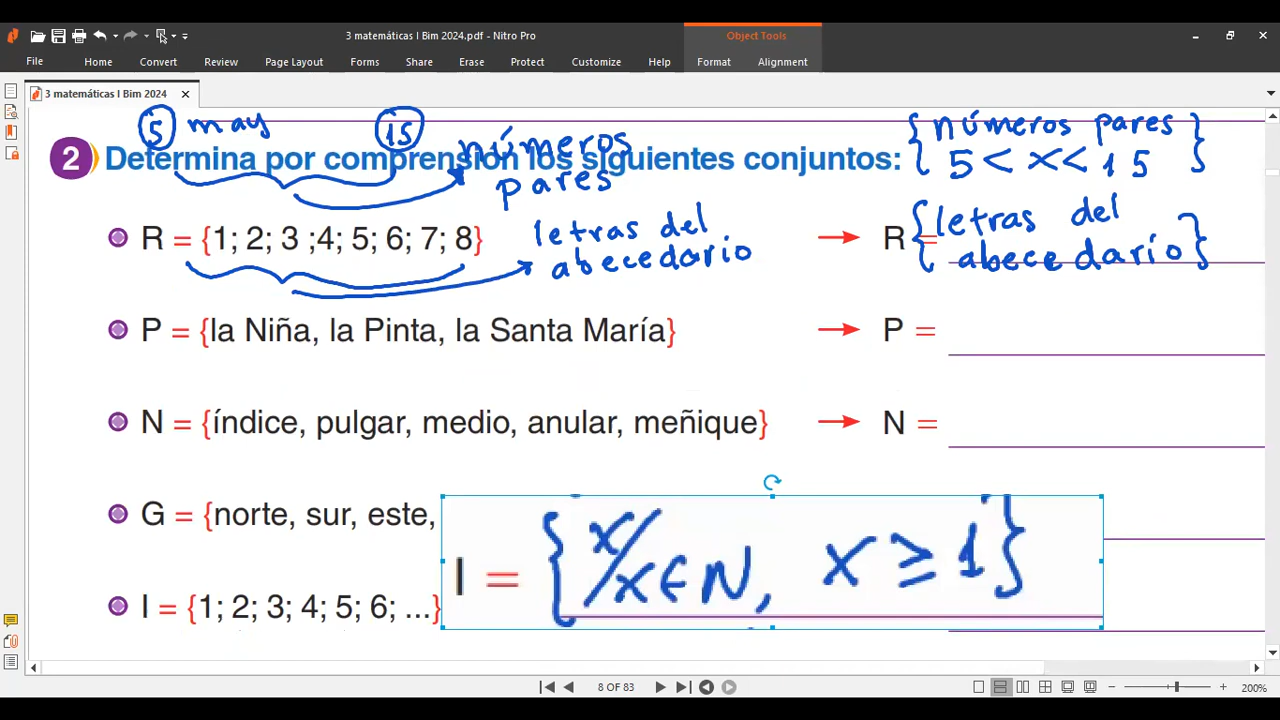 3 matemáticas I Bim 2024.pdf - Nitro Pro
Object Tools
File Home Convert Review Page Layout Forms Share Erase Protect Customize Help Format Alignment
3 matemáticas I Bim 2024
5 may 15
{números pares}
2 Determina por comprensión los siguientes conjuntos:
números
pares
5 < x < 15
R = {1; 2; 3 ;4; 5; 6; 7; 8}
letras del
abecedario
R =
{letras del
abecedario}
P = {la Niña, la Pinta, la Santa María}
P =
N = {índice, pulgar, medio, anular, meñique}
N =
G = {norte, sur, este,
I = {x/x∈N, x ≥ 1}
I = {1; 2; 3; 4; 5; 6; ...}
8 OF 83
200%